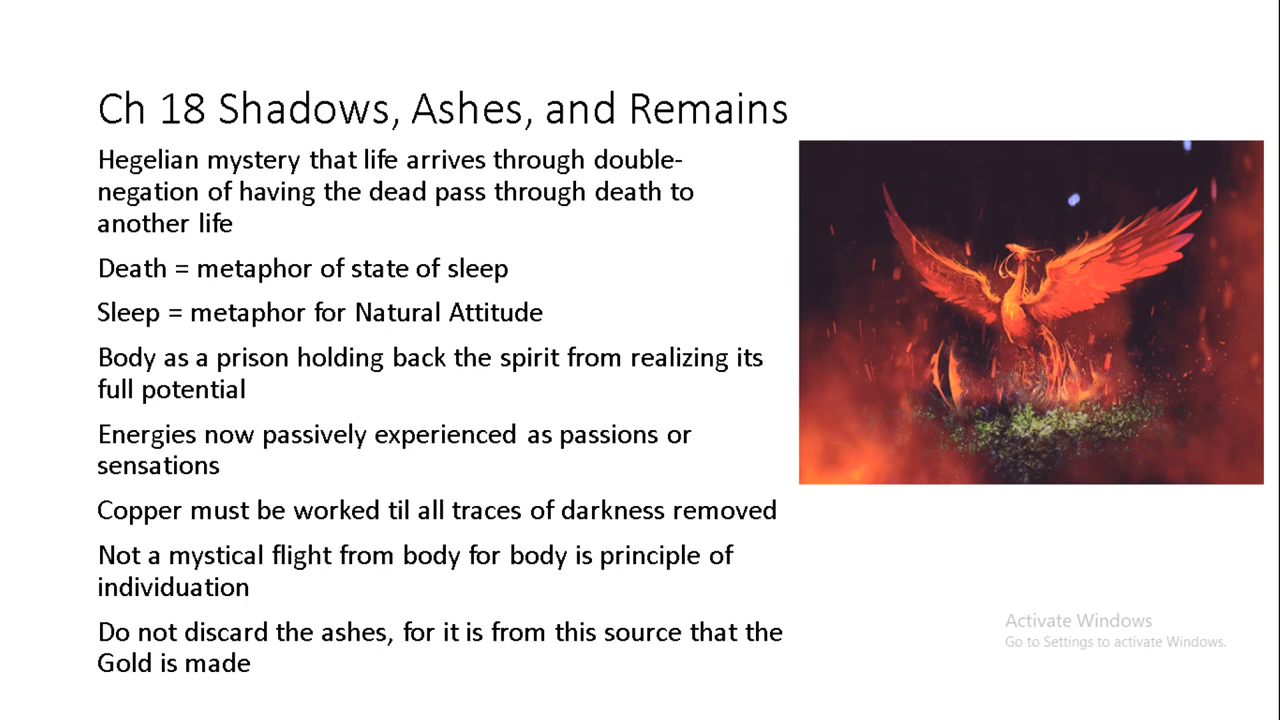 Ch 18 Shadows, Ashes, and Remains
Hegelian mystery that life arrives through double-
negation of having the dead pass through death to
another life
Death = metaphor of state of sleep
Sleep = metaphor for Natural Attitude
Body as a prison holding back the spirit from realizing its
full potential
Energies now passively experienced as passions or
sensations
Copper must be worked til all traces of darkness removed
Not a mystical flight from body for body is principle of
individuation
Do not discard the ashes, for it is from this source that the
Gold is made
Activate Windows
Go to Settings to activate Windows.